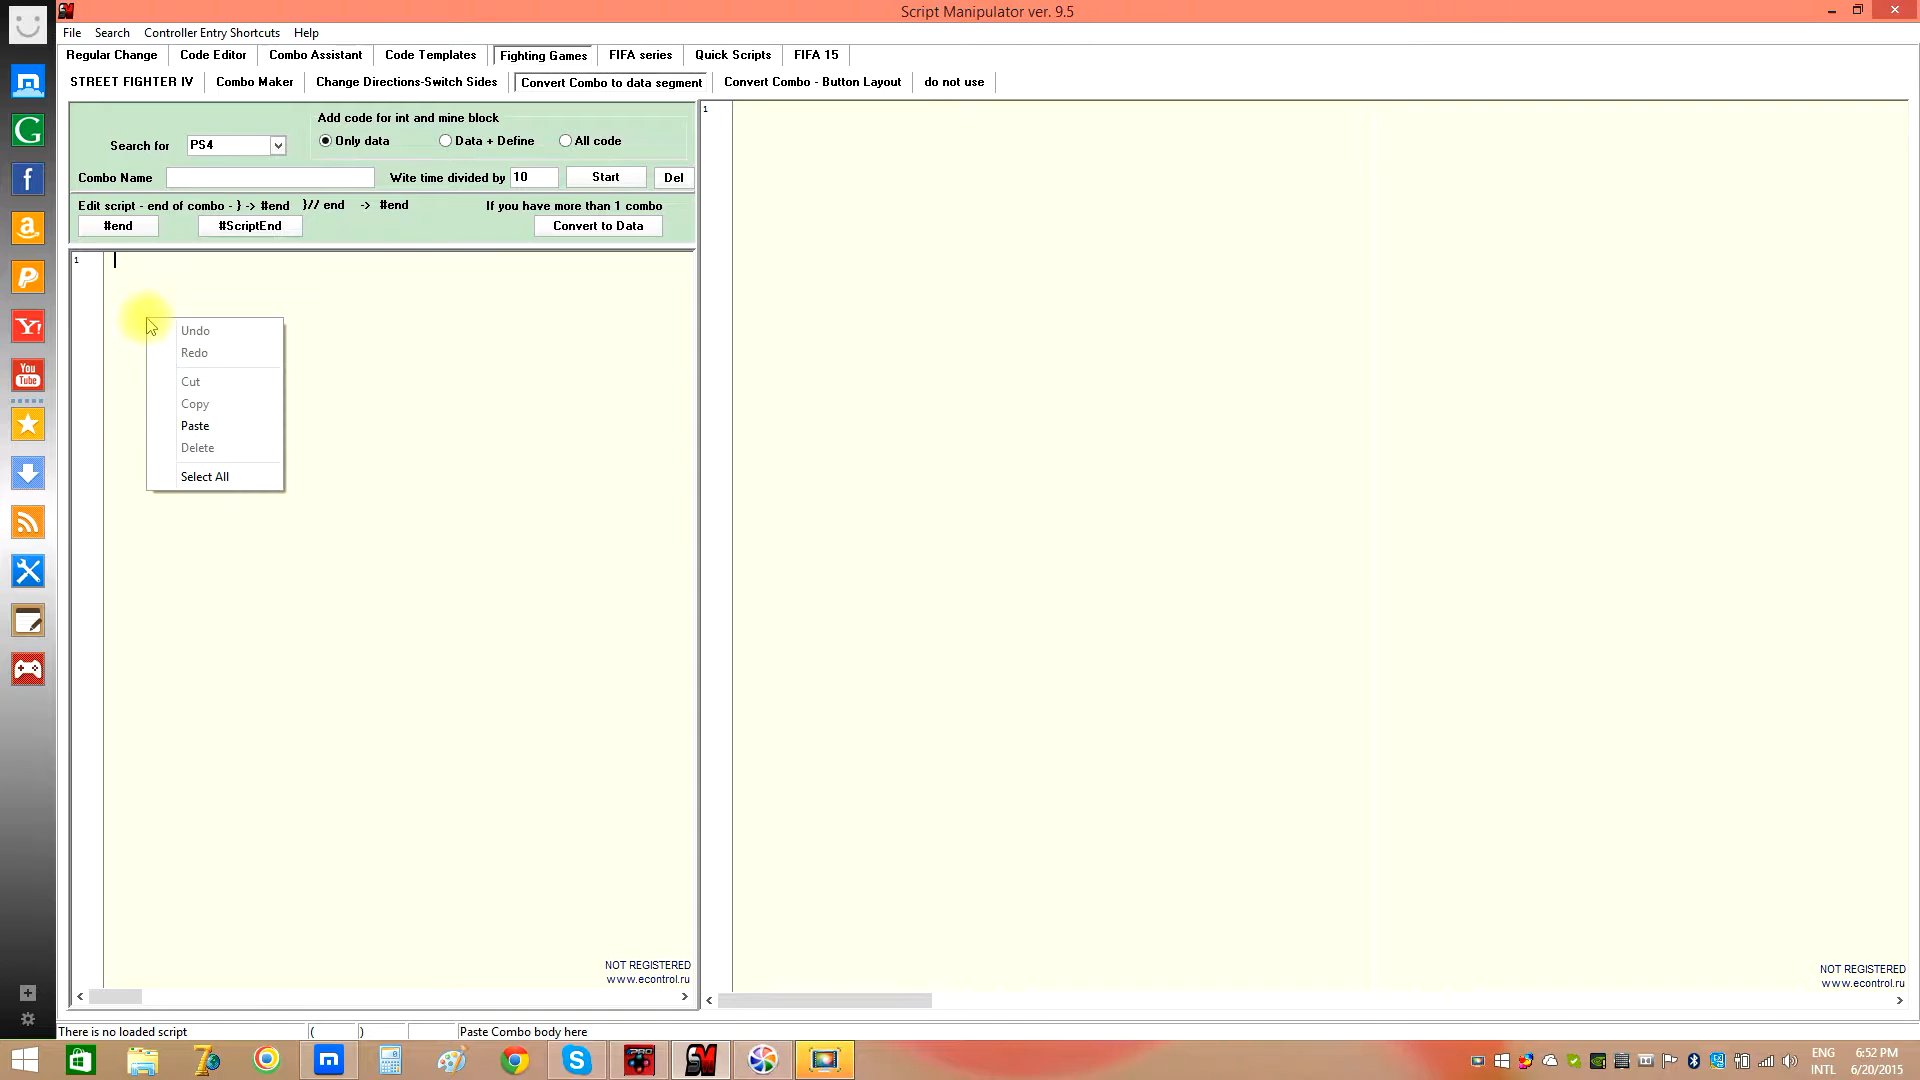 Script Manipulator ver. 9.5
File Search Controller Entry Shortcuts Help
Regular Change Code Editor Combo Assistant Code Templates Fighting Games FIFA series Quick Scripts FIFA 15
STREET FIGHTER IV Combo Maker Change Directions-Switch Sides Convert Combo to data segment Convert Combo - Button Layout do not use
Add code for int and mine block
Search for PS4 Only data Data + Define All code
Combo Name Wite time divided by 10 Start Del
Edit script - end of combo - } -> #end }// end -> #end If you have more than 1 combo
#end #ScriptEnd Convert to Data
1
1
Undo
Redo
Cut
Copy
Paste
Delete
Select All
NOT REGISTERED
www.econtrol.ru
NOT REGISTERED
www.econtrol.ru
There is no loaded script ( ) Paste Combo body here
You
Tube
ENG 6:52 PM
INTL 6/20/2015